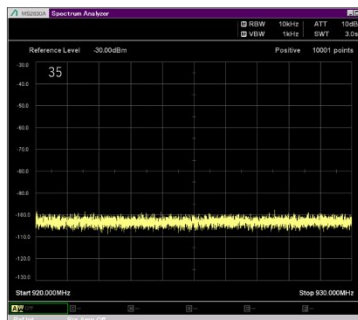 MS2690A Spectrum Analyzer
RBW 10kHz ATT 10dB
VBW 1kHz SWT 3.0s
Reference Level -30.00dBm Positive 10001 points
-30.0
35
-40.0
-50.0
-60.0
-70.0
-80.0
-90.0
-100.0
-110.0
-120.0
-130.0
Start 920.000MHz Stop 930.000MHz